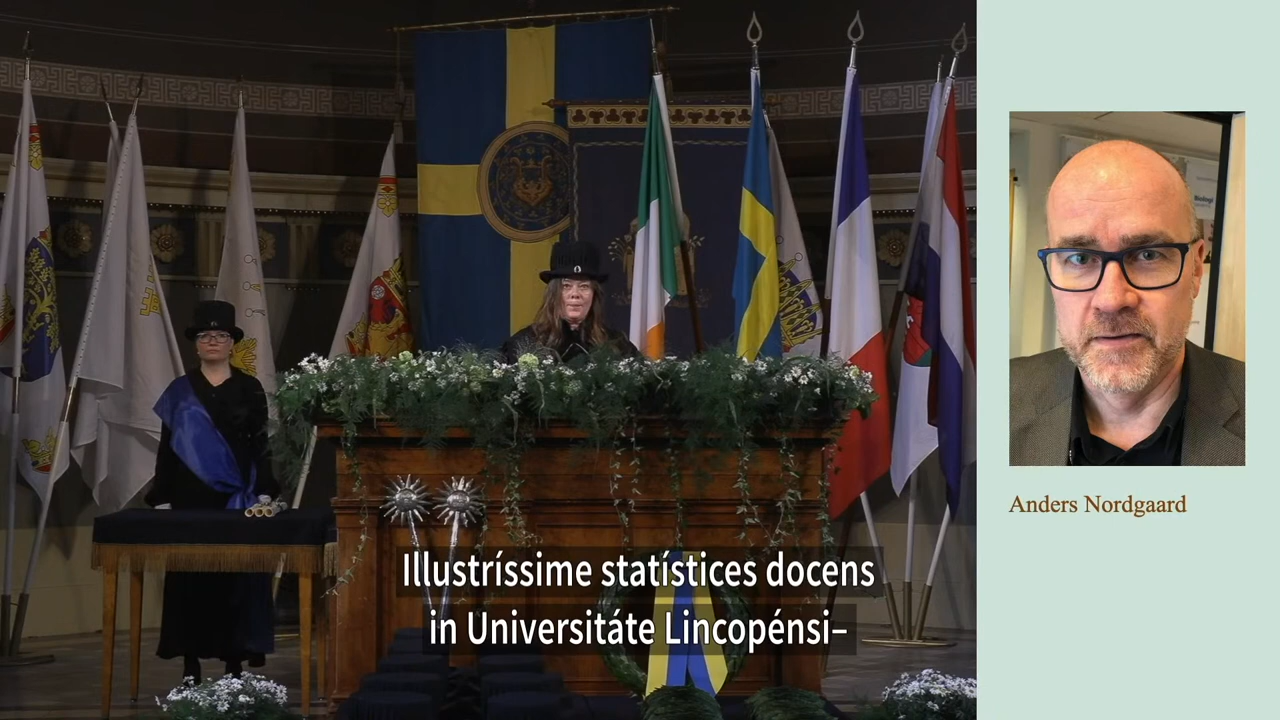 Illustríssime statístices docens
in Universitáte Lincopénsi–
Anders Nordgaard